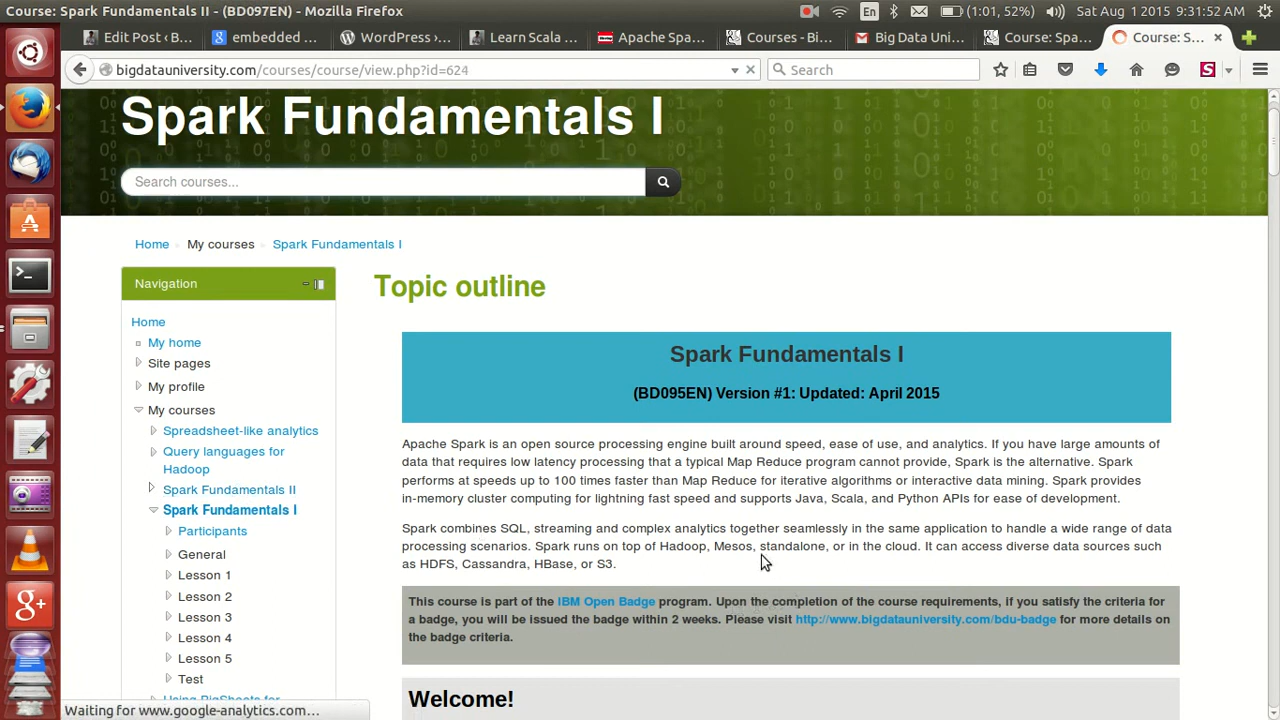 Course: Spark Fundamentals II - (BD097EN) - Mozilla Firefox
En
(1:01, 52%)
Sat Aug 1 2015 9:31:52 AM
Edit Post ‹ B...
embedded ...
WordPress ›...
Learn Scala ...
Apache Spa...
Courses - Bi...
Big Data Uni...
Course: Spa...
Course: S...
bigdatauniversity.com/courses/course/view.php?id=624
Search
Spark Fundamentals I
Search courses...
Home
My courses
Spark Fundamentals I
Navigation
Home
My home
Site pages
My profile
My courses
Spreadsheet-like analytics
Query languages for
Hadoop
Spark Fundamentals II
Spark Fundamentals I
Participants
General
Lesson 1
Lesson 2
Lesson 3
Lesson 4
Lesson 5
Test
Using BigSheets for
Topic outline
Spark Fundamentals I
(BD095EN) Version #1: Updated: April 2015
Apache Spark is an open source processing engine built around speed, ease of use, and analytics. If you have large amounts of
data that requires low latency processing that a typical Map Reduce program cannot provide, Spark is the alternative. Spark
performs at speeds up to 100 times faster than Map Reduce for iterative algorithms or interactive data mining. Spark provides
in-memory cluster computing for lightning fast speed and supports Java, Scala, and Python APIs for ease of development.
Spark combines SQL, streaming and complex analytics together seamlessly in the same application to handle a wide range of data
processing scenarios. Spark runs on top of Hadoop, Mesos, standalone, or in the cloud. It can access diverse data sources such
as HDFS, Cassandra, HBase, or S3.
This course is part of the IBM Open Badge program. Upon the completion of the course requirements, if you satisfy the criteria for
a badge, you will be issued the badge within 2 weeks. Please visit http://www.bigdatauniversity.com/bdu-badge for more details on
the badge criteria.
Welcome!
Waiting for www.google-analytics.com...